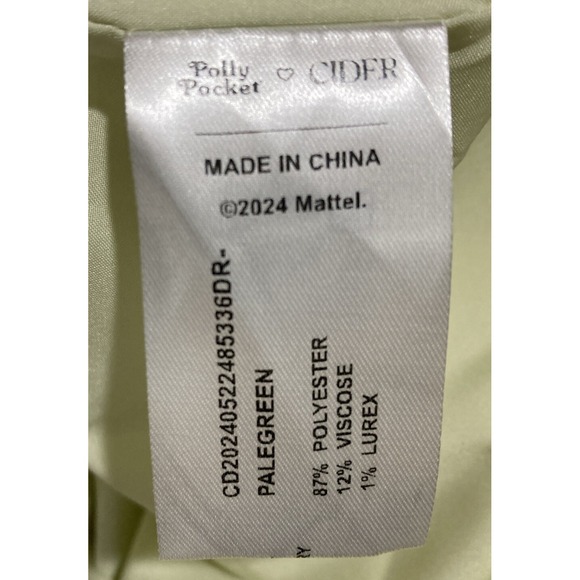 Polly Pocket ♡ CIDER
MADE IN CHINA
©2024 Mattel.
CD20240522485336DR-
PALEGREEN
87% POLYESTER
12% VISCOSE
1% LUREX